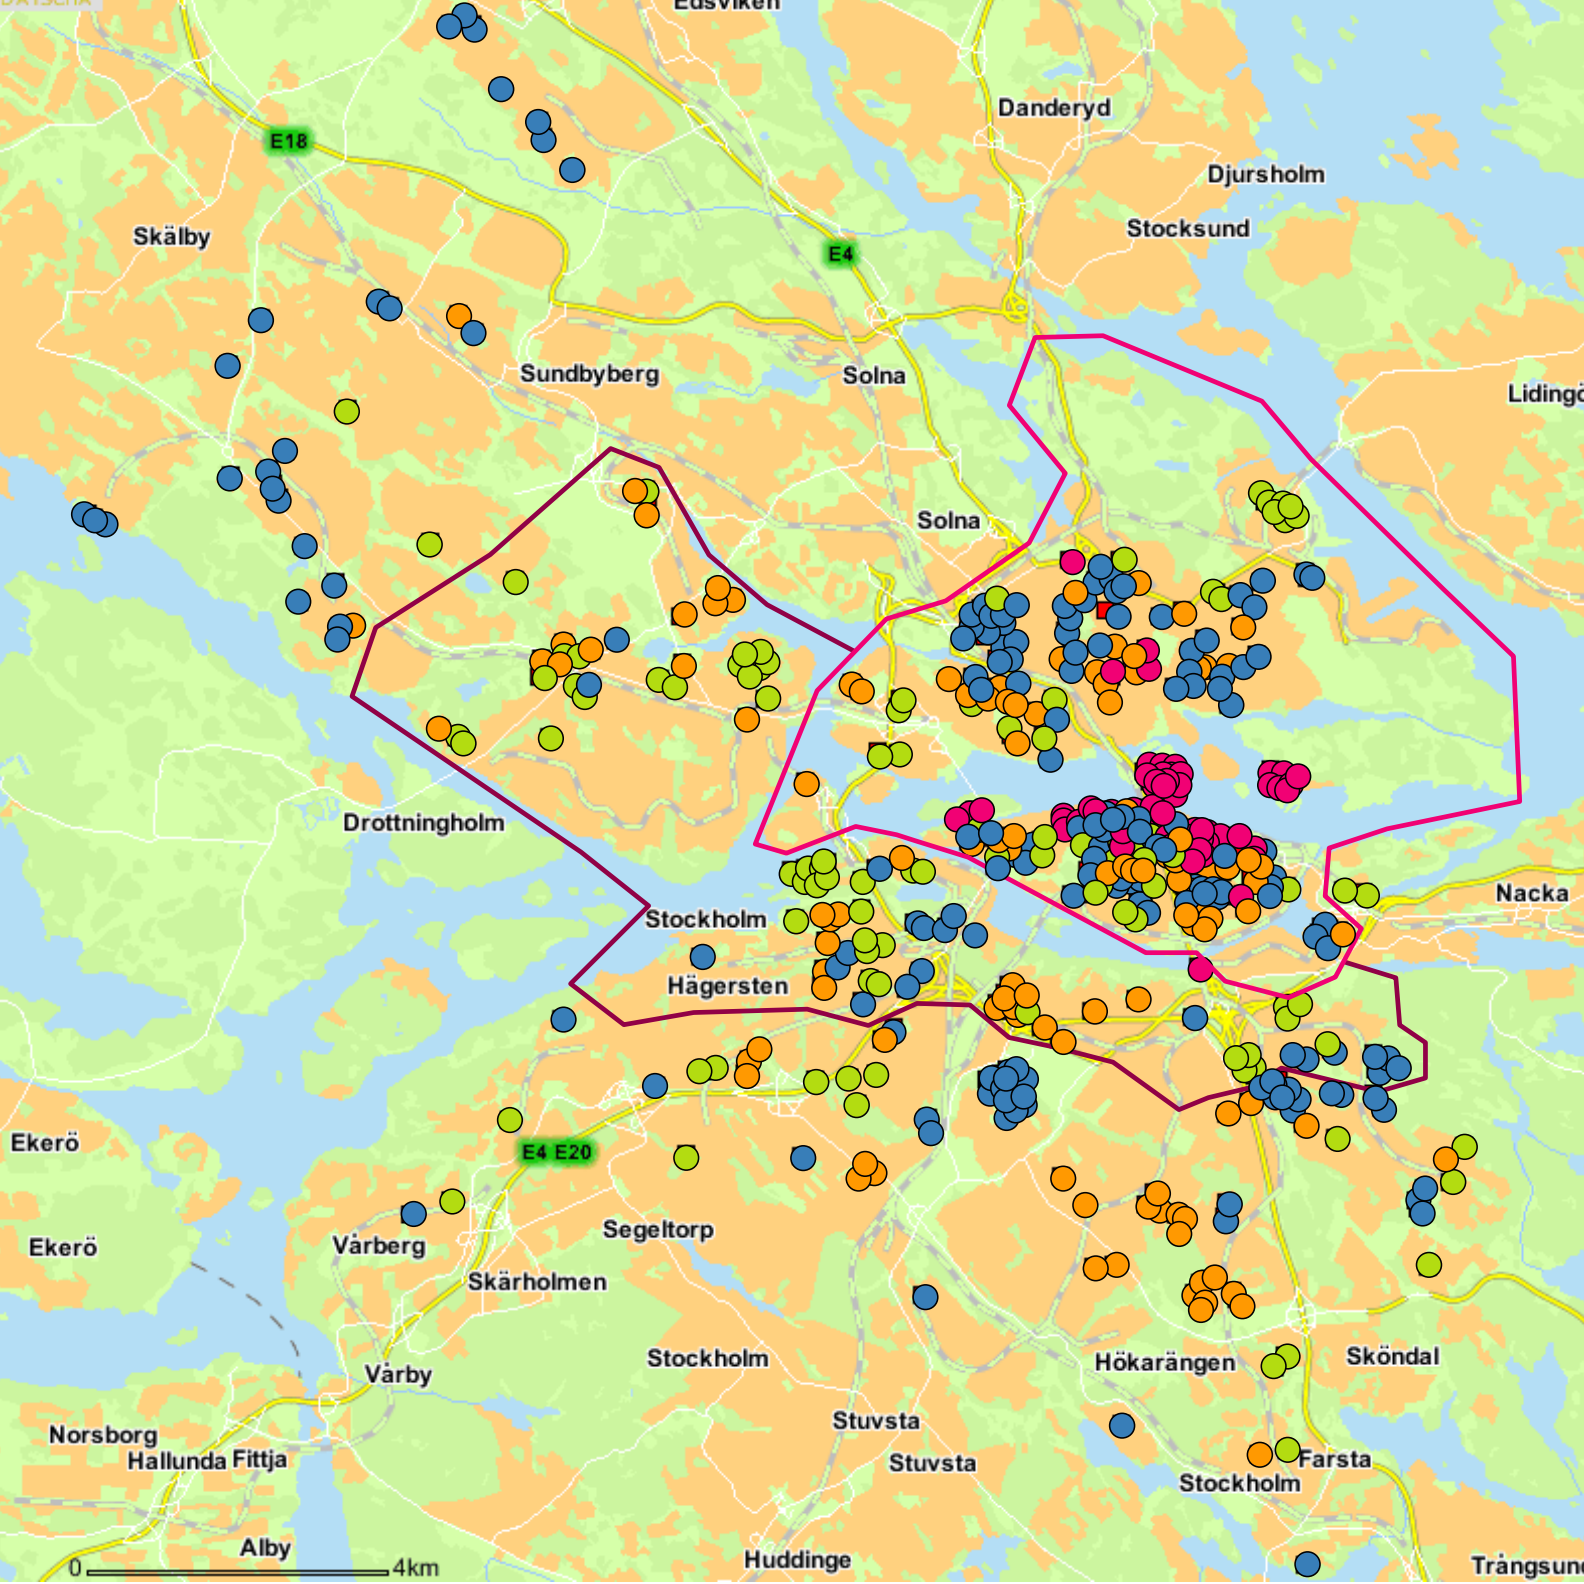 Edsviken
Danderyd
E18
Djursholm
Stocksund
Skälby
E4
Sundbyberg
Solna
Lidingö
Solna
Drottningholm
Nacka
Stockholm
Hägersten
Ekerö
E4 E20
Segeltorp
Ekerö
Vårberg
Skärholmen
Stockholm
Hökarängen
Sköndal
Vårby
Stuvsta
Norsborg
Hallunda
Fittja
Stuvsta
Farsta
Stockholm
Alby
Huddinge
0
4km